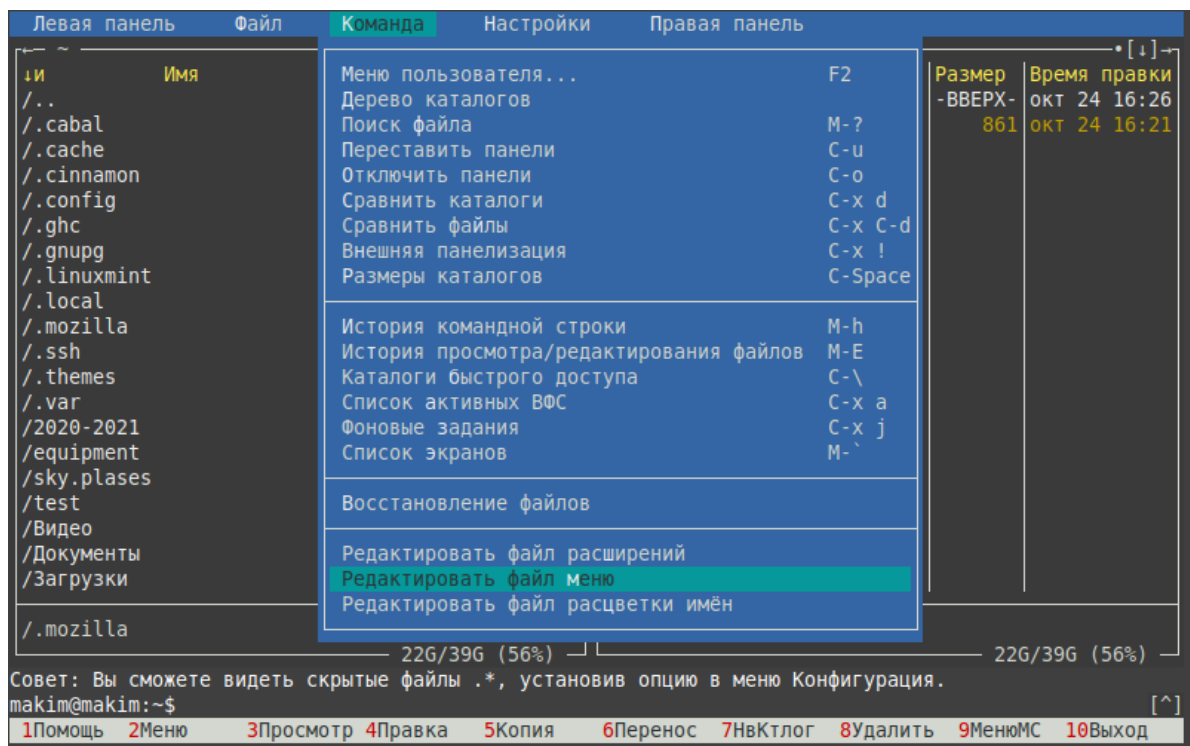 Левая панель Файл Команда Настройки Правая панель
← ~ •[↓]→
↓и Имя Меню пользователя... F2 Размер Время правки
/.. Дерево каталогов -ВВЕРХ- окт 24 16:26
/.cabal Поиск файла M-? 861 окт 24 16:21
/.cache Переставить панели C-u
/.cinnamon Отключить панели C-o
/.config Сравнить каталоги C-x d
/.ghc Сравнить файлы C-x C-d
/.gnupg Внешняя панелизация C-x !
/.linuxmint Размеры каталогов C-Space
/.local
/.mozilla История командной строки M-h
/.ssh История просмотра/редактирования файлов M-E
/.themes Каталоги быстрого доступа C-\
/.var Список активных ВФС C-x a
/2020-2021 Фоновые задания C-x j
/equipment Список экранов M-`
/sky.plases
/test Восстановление файлов
/Видео
/Документы Редактировать файл расширений
/Загрузки Редактировать файл меню
Редактировать файл расцветки имён
/.mozilla
22G/39G (56%) 22G/39G (56%)
Совет: Вы сможете видеть скрытые файлы .*, установив опцию в меню Конфигурация.
makim@makim:~$ [^]
1Помощь 2Меню 3Просмотр 4Правка 5Копия 6Перенос 7НвКтлог 8Удалить 9МенюMC 10Выход